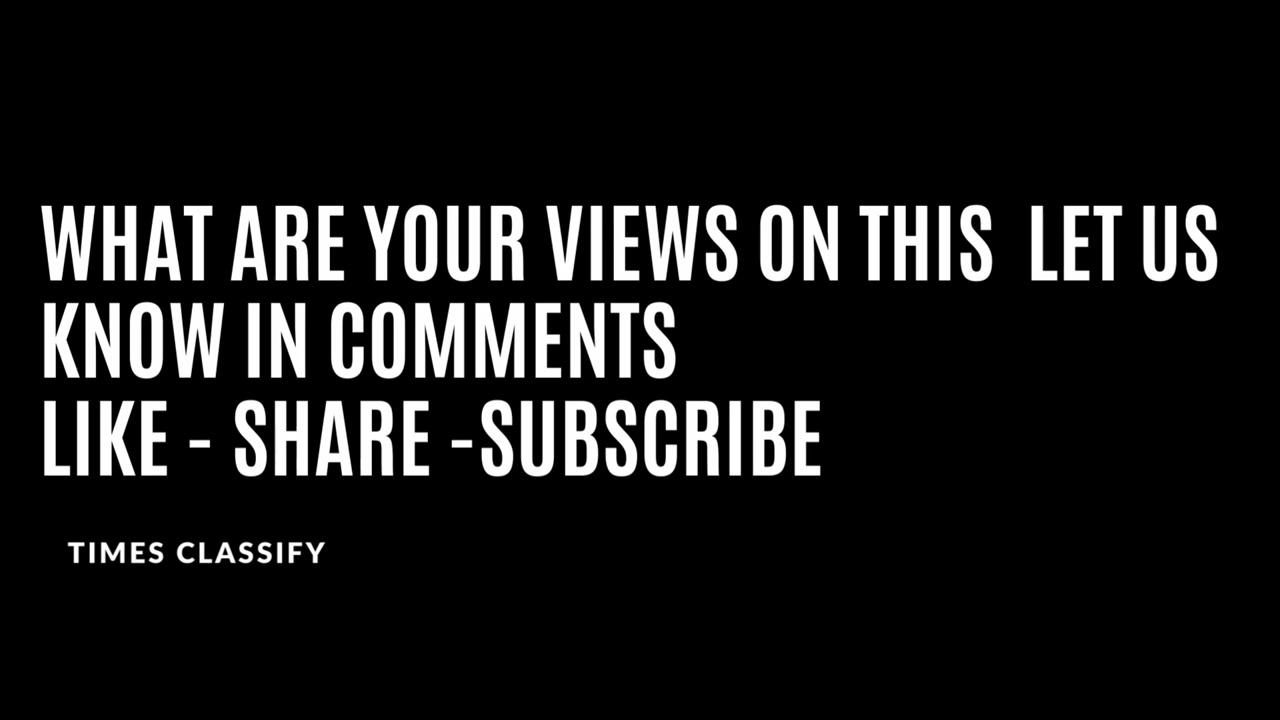 WHAT ARE YOUR VIEWS ON THIS  LET US
KNOW IN COMMENTS
LIKE - SHARE -SUBSCRIBE
TIMES CLASSIFY